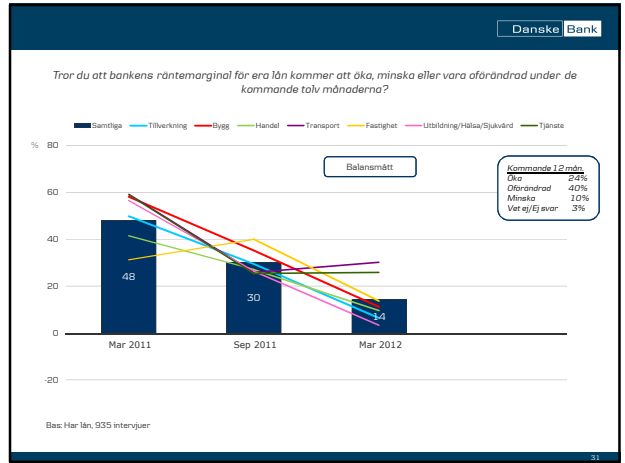 Danske Bank
Tror du att bankens räntemarginal för era lån kommer att öka, minska eller vara oförändrad under de
kommande tolv månaderna?
Samtliga Tillverkning Bygg Handel Transport Fastighet Utbildning/Hälsa/Sjukvård Tjänste
% 80
Balansmått
Kommande 12 mån.
Öka 24%
Oförändrad 40%
Minska 10%
Vet ej/Ej svar 3%
60
40
48
20
30
14
0
Mar 2011 Sep 2011 Mar 2012
-20
Bas: Har lån, 935 intervjuer
31